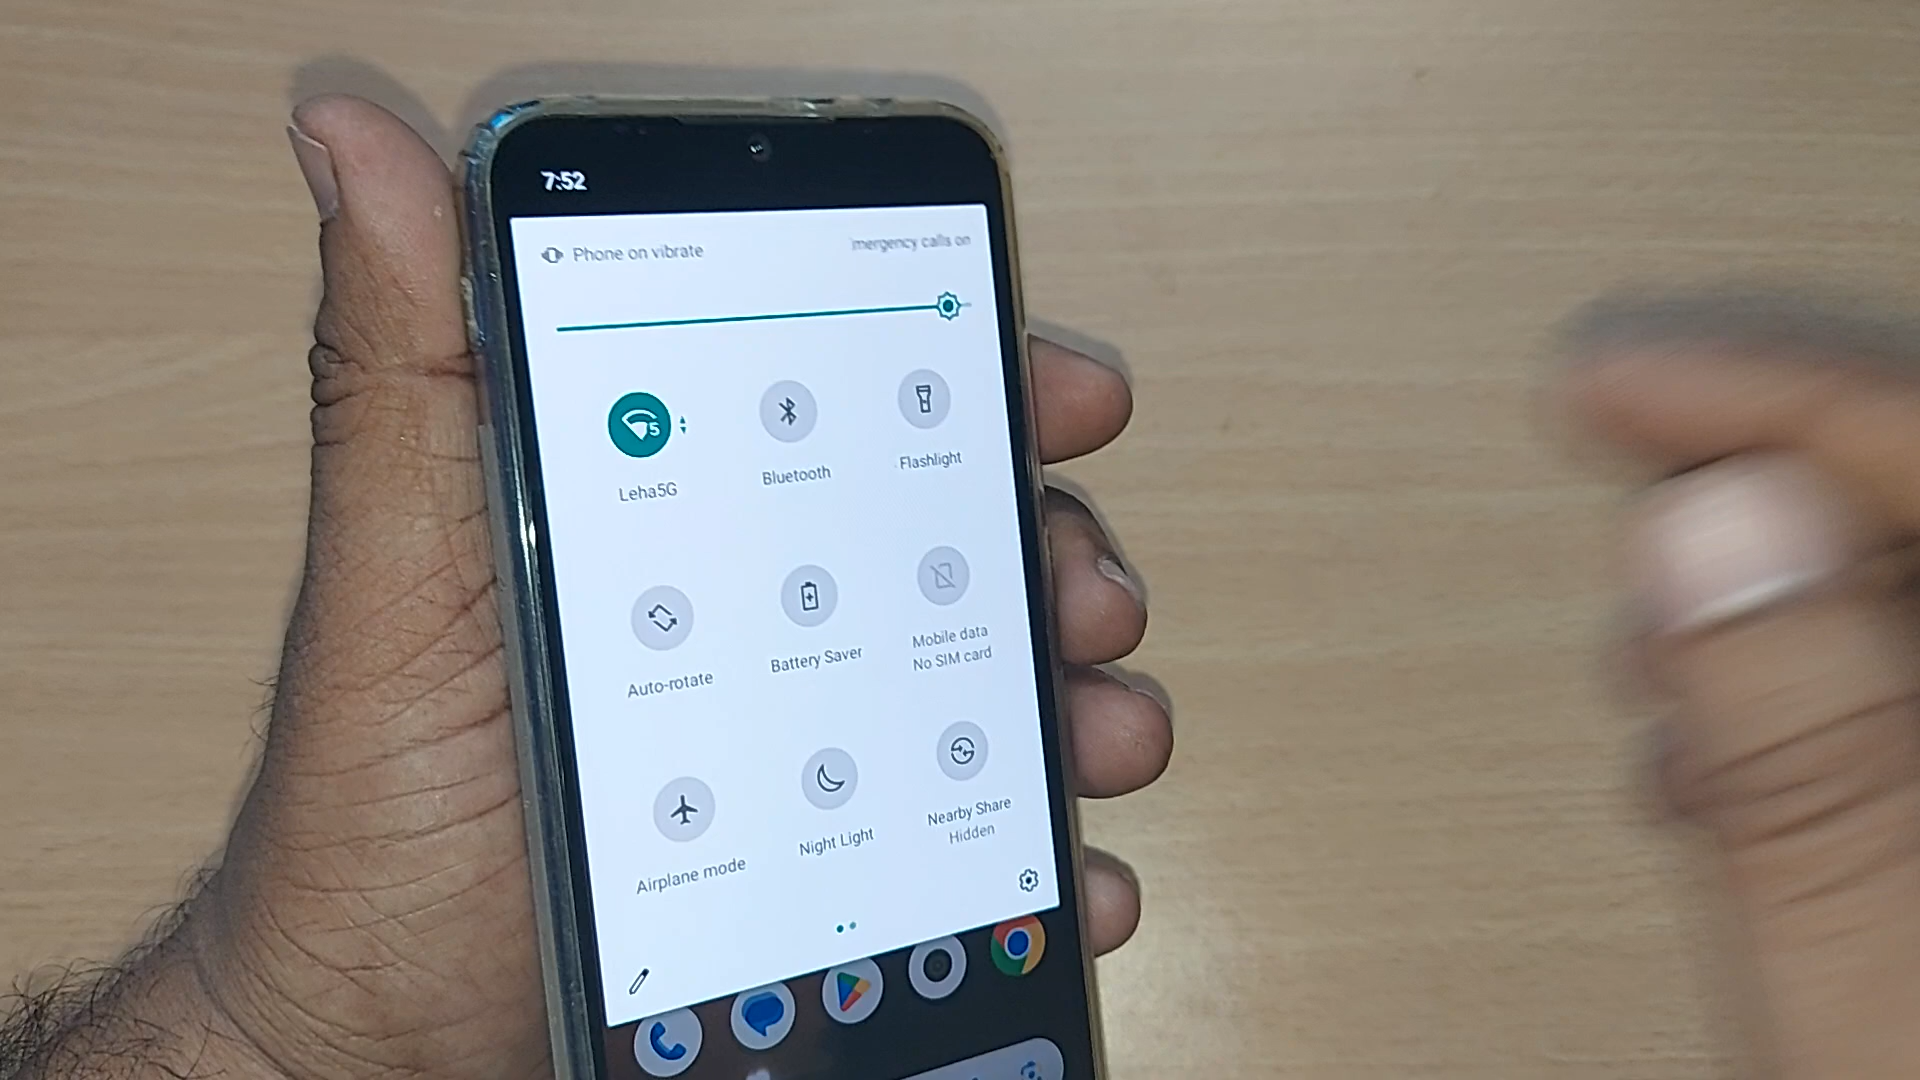 7:52
Phone on vibrate
mergency calls on
Leha5G
Bluetooth
Flashlight
Auto-rotate
Battery Saver
Mobile data
No SIM card
Airplane mode
Night Light
Nearby Share
Hidden